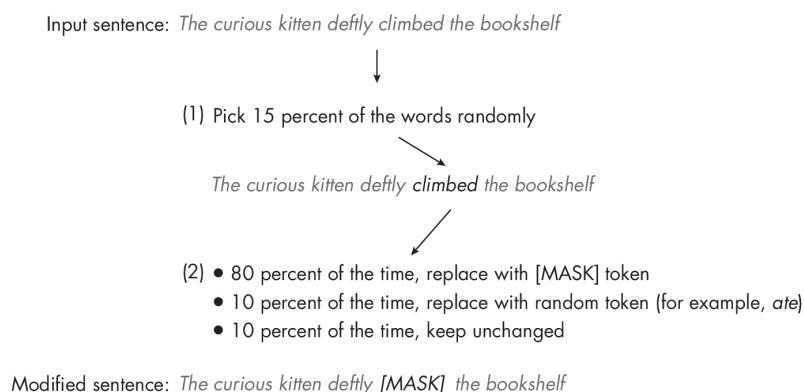 Input sentence: The curious kitten deftly climbed the bookshelf
(1) Pick 15 percent of the words randomly
The curious kitten deftly climbed the bookshelf
(2) • 80 percent of the time, replace with [MASK] token
• 10 percent of the time, replace with random token (for example, ate)
• 10 percent of the time, keep unchanged
Modified sentence: The curious kitten deftly [MASK] the bookshelf